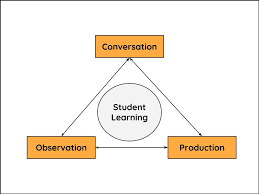 Conversation
Student
Learning
Observation
Production